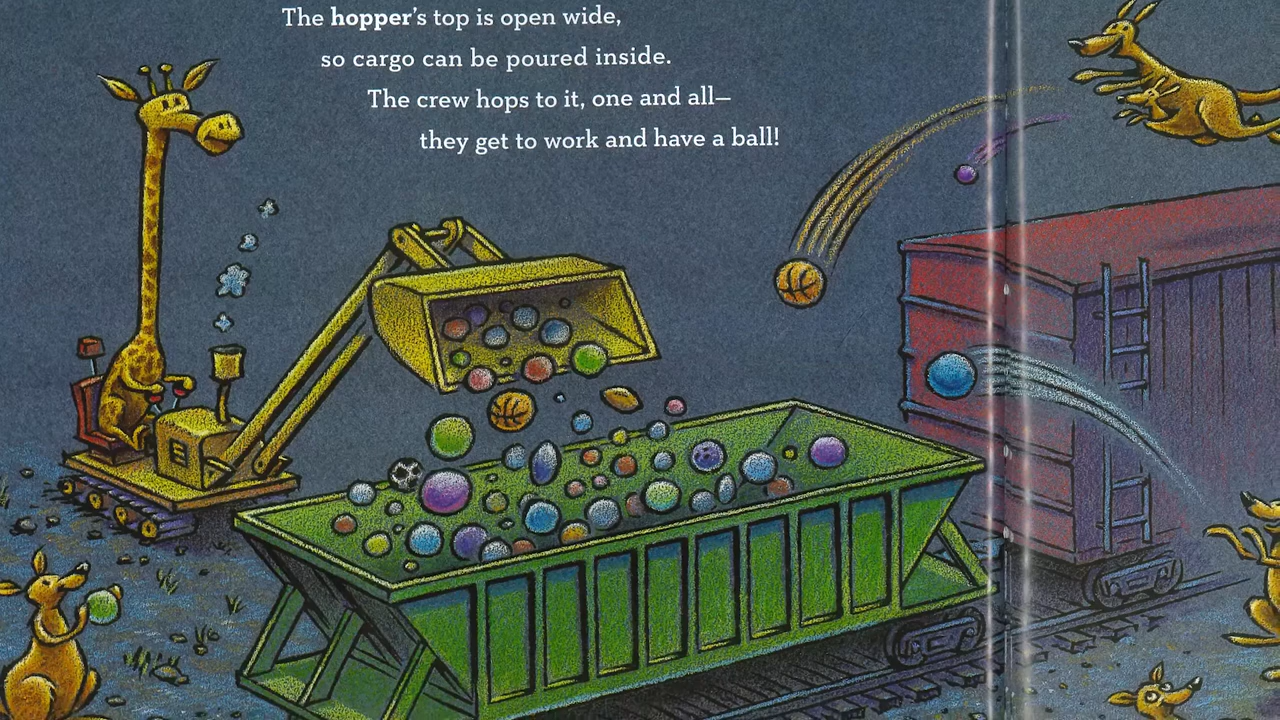 The hopper's top is open wide,
so cargo can be poured inside.
The crew hops to it, one and all—
they get to work and have a ball!